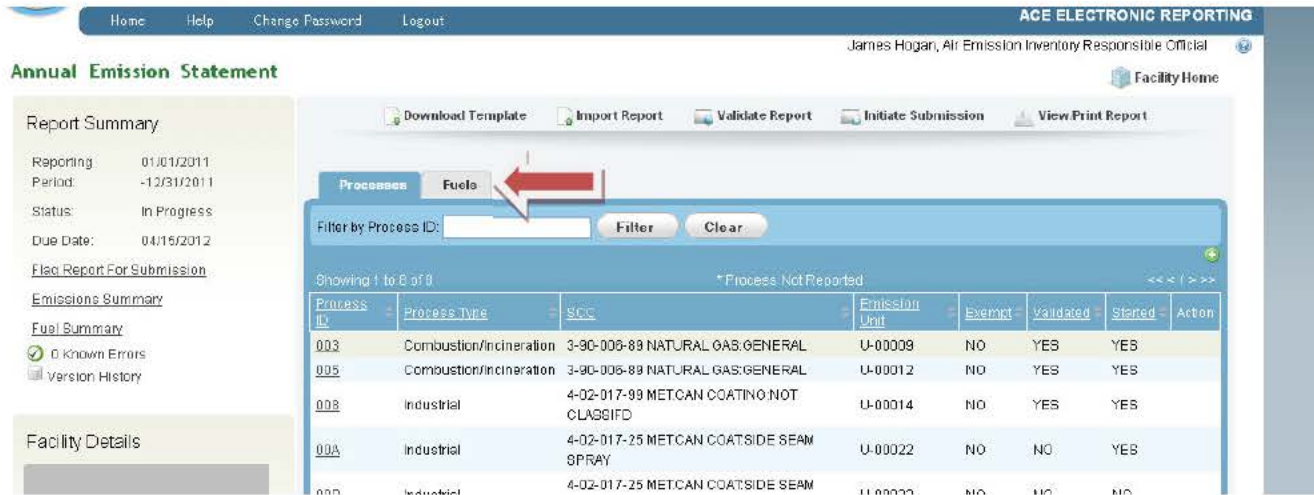 Home Help Change Password Logout ACE ELECTRONIC REPORTING
James Hogan, Air Emission Inventory Responsible Official
Annual Emission Statement
Facility Home
Report Summary
Download Template Import Report Validate Report Initiate Submission View/Print Report
Reporting Period: 01/01/2011 -12/31/2011
Processes Fuels
Status: In Progress
Filter by Process ID: Filter Clear
Due Date: 04/15/2012
Flag Report For Submission
Showing 1 to 8 of 8 * Process Not Reported << < 1 > >>
Emissions Summary
Process ID Process Type SCC Emission Unit Exempt Validated Started Action
Fuel Summary
0 Known Errors
Version History
003 Combustion/Incineration 3-90-006-89 NATURAL GAS:GENERAL U-00009 NO YES YES
005 Combustion/Incineration 3-90-006-89 NATURAL GAS:GENERAL U-00012 NO YES YES
008 Industrial 4-02-017-99 MET.CAN COATING:NOT CLASSIFD U-00014 NO YES YES
Facility Details
00A Industrial 4-02-017-25 MET.CAN COAT:SIDE SEAM SPRAY U-00022 NO NO YES
Industrial 4-02-017-25 MET.CAN COAT:SIDE SEAM NO NO NO